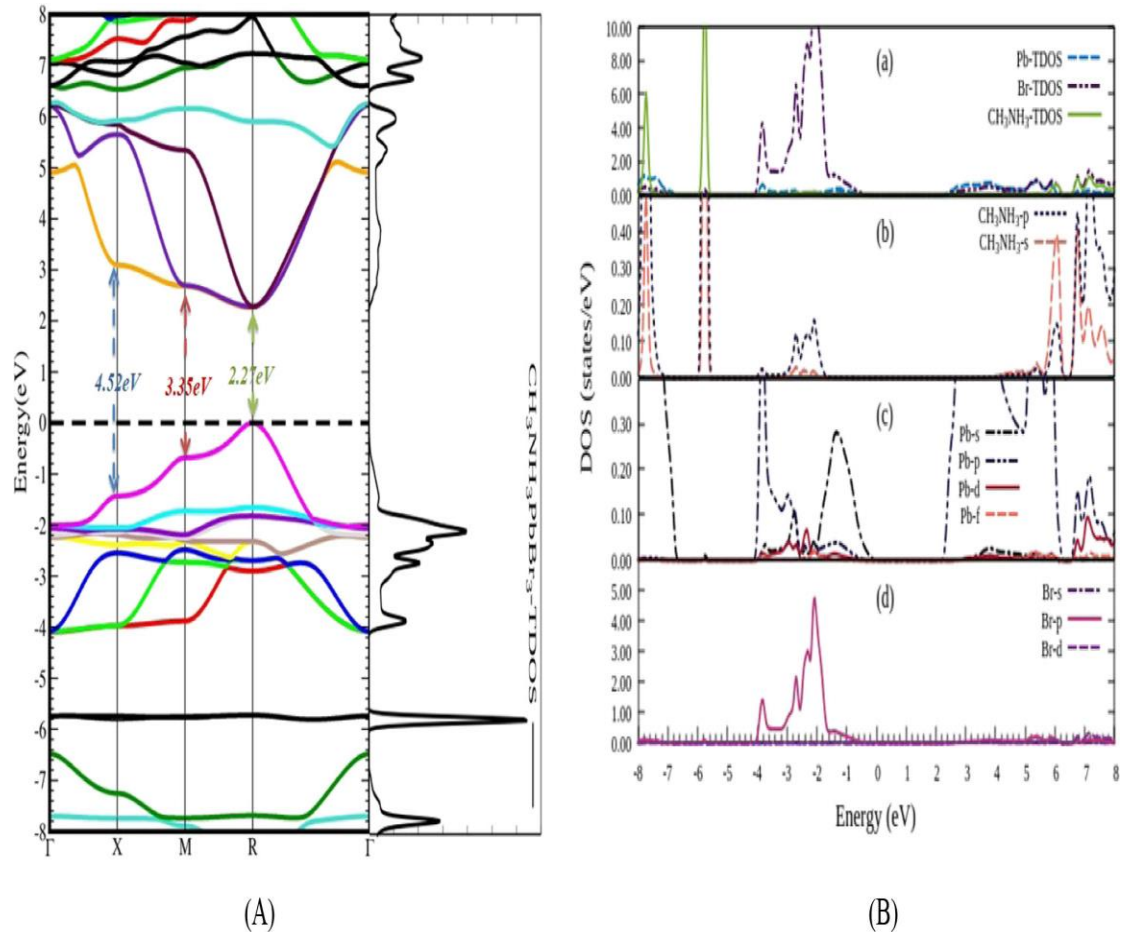 Energy(eV)
8
7
6
5
4
3
2
1
0
-1
-2
-3
-4
-5
-6
-7
-8
4.52eV
3.35eV
2.27eV
Γ X M R Γ
CH₃NH₃PbBr₃-TDOS
(A)
DOS (states/eV)
10.00
8.00
6.00
4.00
2.00
0.00
(a)
Pb-TDOS
Br-TDOS
CH₃NH₃-TDOS
0.40
0.30
0.20
0.10
0.00
(b)
CH₃NH₃-p
CH₃NH₃-s
0.30
0.20
0.10
0.00
(c)
Pb-s
Pb-p
Pb-d
Pb-f
5.00
4.00
3.00
2.00
1.00
0.00
(d)
Br-s
Br-p
Br-d
-8 -7 -6 -5 -4 -3 -2 -1 0 1 2 3 4 5 6 7 8
Energy (eV)
(B)